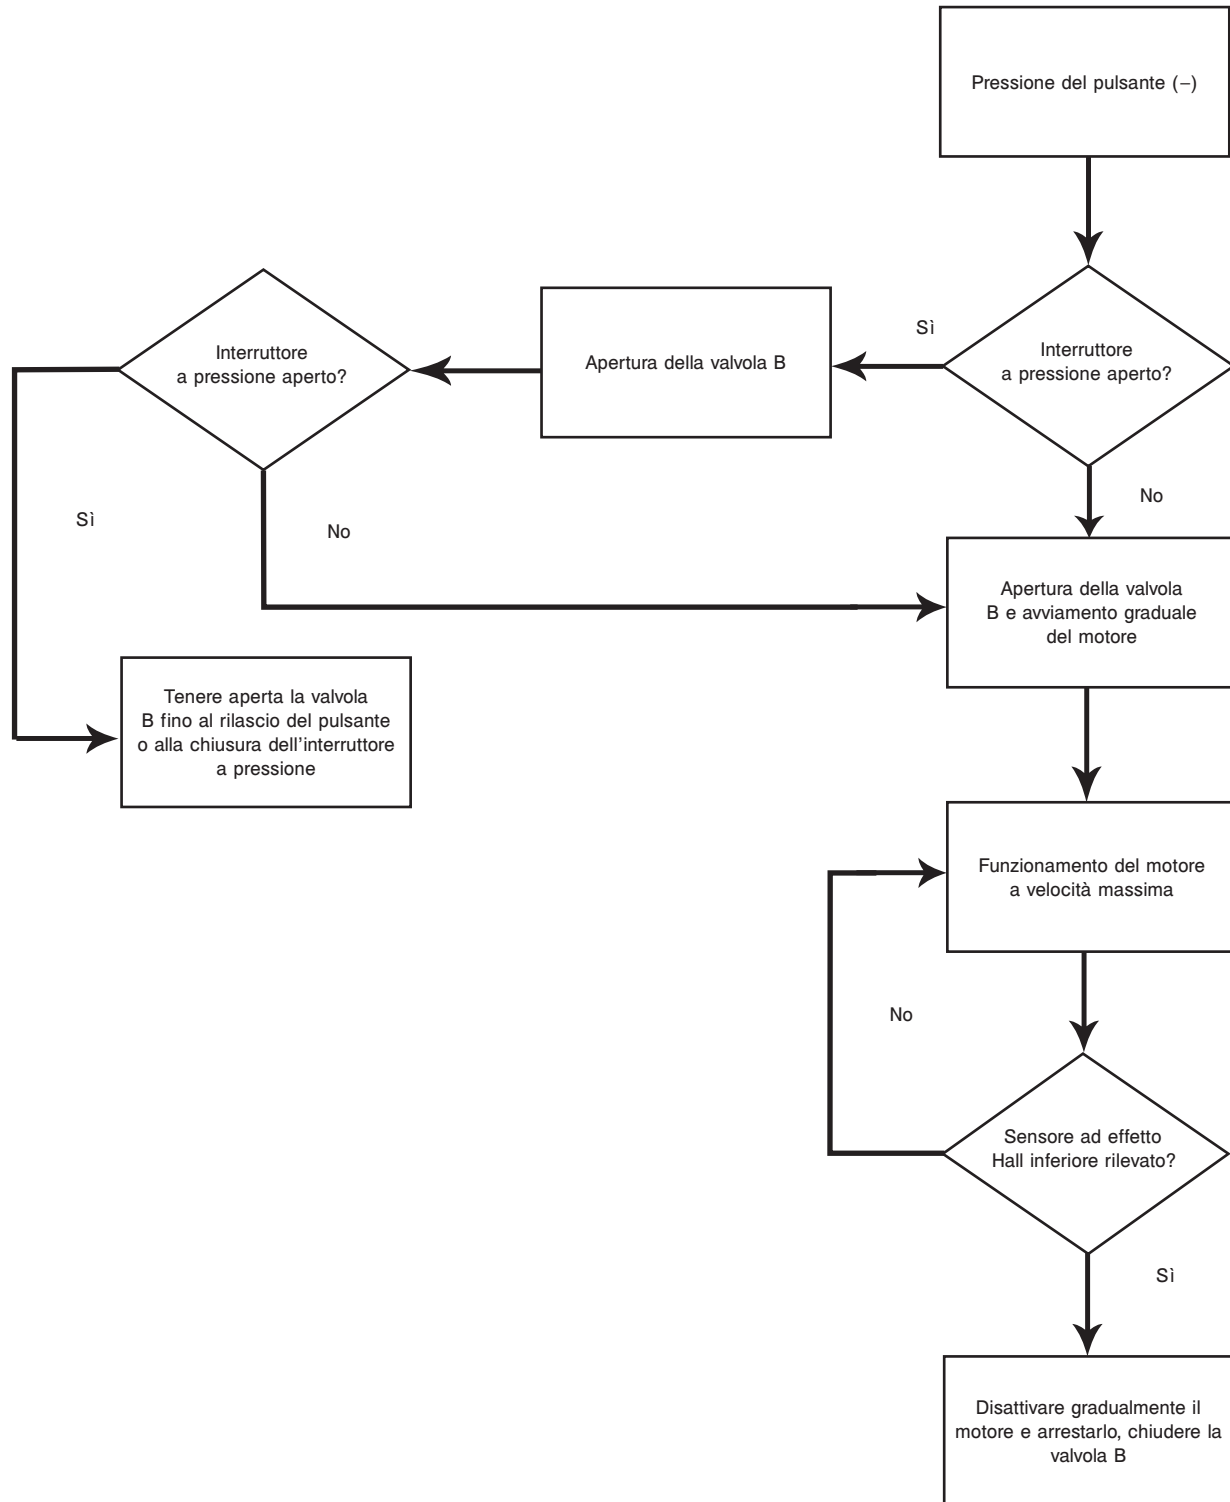 Pressione del pulsante (–)
Sì
Interruttore
a pressione aperto?
Apertura della valvola B
Interruttore
a pressione aperto?
No
Sì
No
Apertura della valvola
B e avviamento graduale
del motore
Tenere aperta la valvola
B fino al rilascio del pulsante
o alla chiusura dell'interruttore
a pressione
Funzionamento del motore
a velocità massima
No
Sensore ad effetto
Hall inferiore rilevato?
Sì
Disattivare gradualmente il
motore e arrestarlo, chiudere la
valvola B